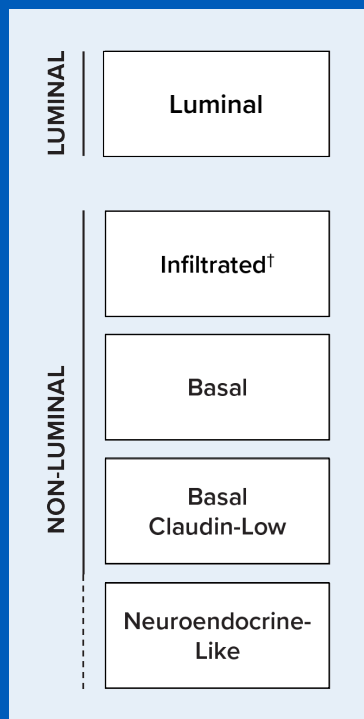 LUMINAL
Luminal
NON-LUMINAL
Infiltrated†
Basal
Basal
Claudin-Low
Neuroendocrine-
Like